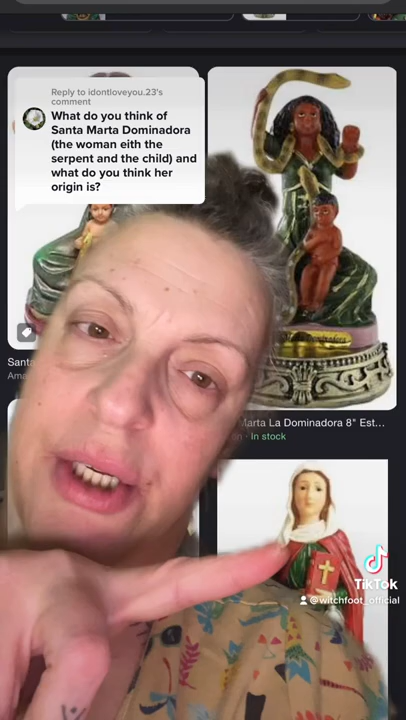 Reply to idontloveyou.23's
comment
What do you think of
Santa Marta Dominadora
(the woman eith the
serpent and the child) and
what do you think her
origin is?
Santa
Ama
Marta La Dominadora 8" Est...
In stock
TikTok
@witchfoot_official